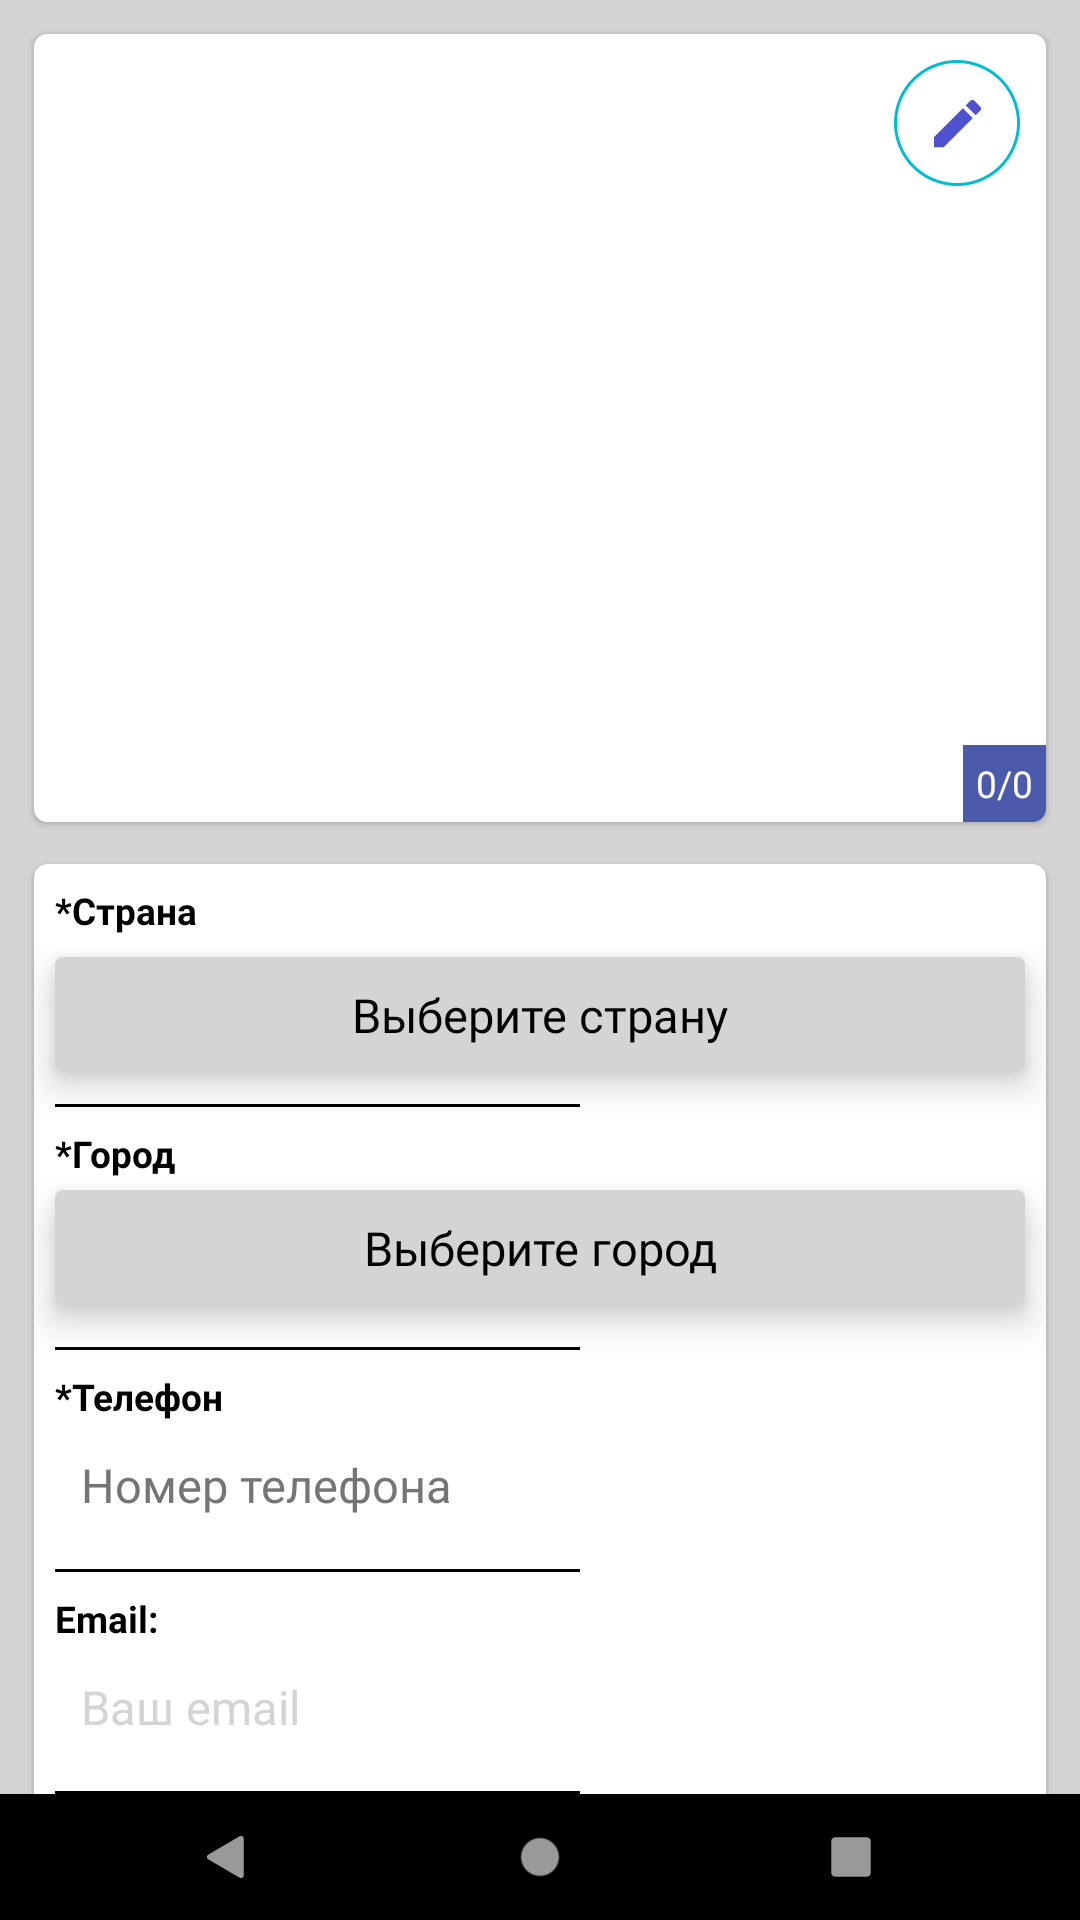 0/0
*Страна
Выберите страну
*Город
Выберите город
*Телефон
Номер телефона
Email:
Ваш email